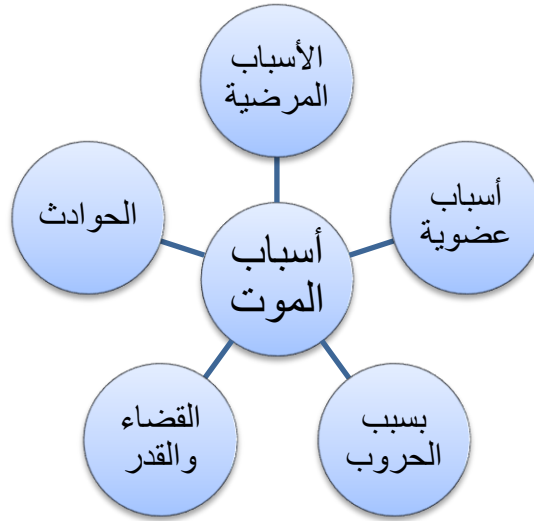 الأسباب
المرضية
أسباب
عضوية
بسبب
الحروب
القضاء
والقدر
الحوادث
أسباب
الموت